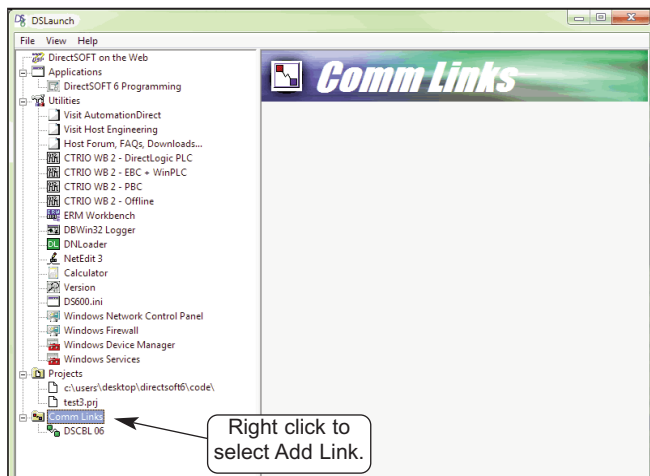 DSLaunch
File View Help
DirectSOFT on the Web
Applications
DirectSOFT 6 Programming
Utilities
Visit AutomationDirect
Visit Host Engineering
Host Forum, FAQs, Downloads...
CTRIO WB 2 - DirectLogic PLC
CTRIO WB 2 - EBC + WinPLC
CTRIO WB 2 - PBC
CTRIO WB 2 - Offline
ERM Workbench
DBWin32 Logger
DNLoader
NetEdit 3
Calculator
Version
DS600.ini
Windows Network Control Panel
Windows Firewall
Windows Device Manager
Windows Services
Projects
c:\users\desktop\directsoft6\code\
test3.prj
Comm Links
DSCBL 06
Comm Links
Right click to
select Add Link.